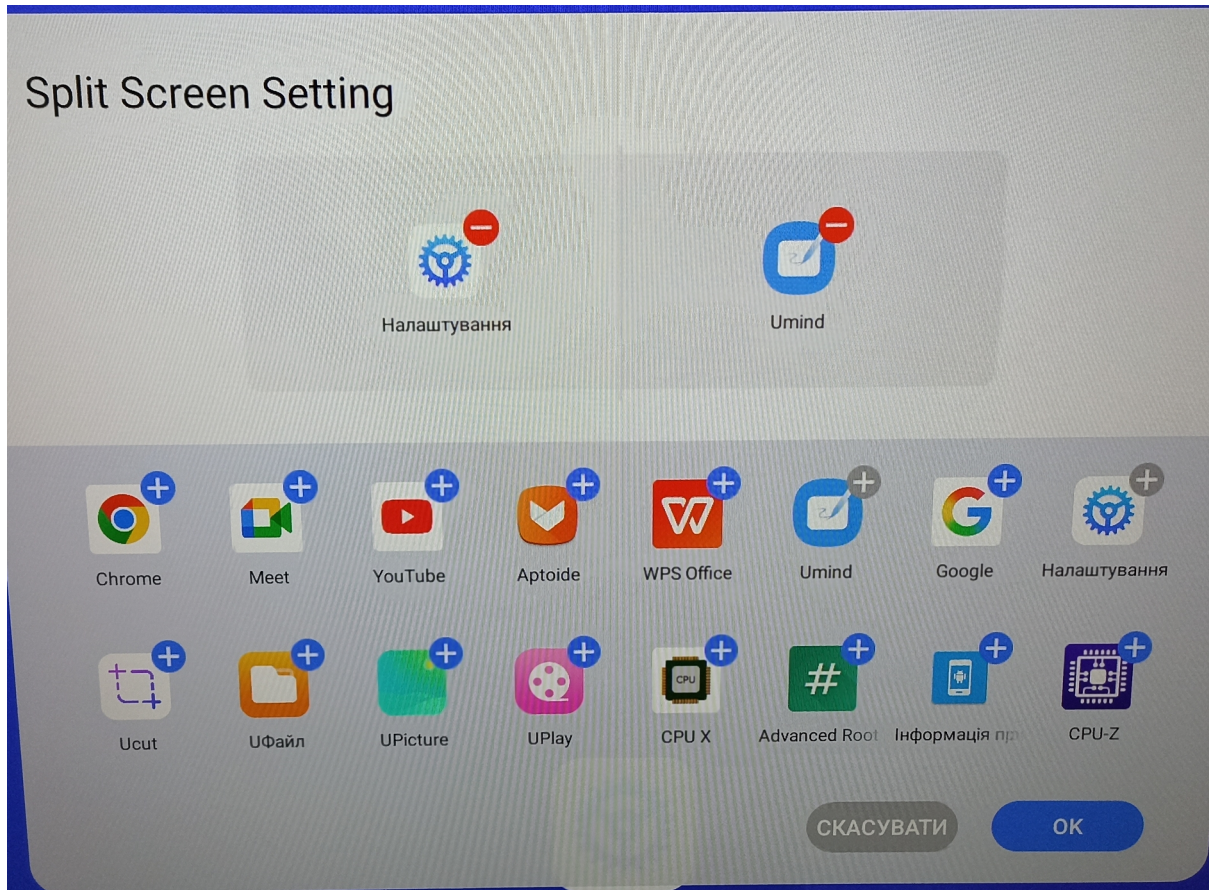 Split Screen Setting
Налаштування
Umind
Chrome
Meet
YouTube
Aptoide
WPS Office
Umind
Google
Налаштування
Ucut
UФайл
UPicture
UPlay
CPU
CPU X
Advanced Root
Інформація
CPU-Z
СКАСУВАТИ
OK